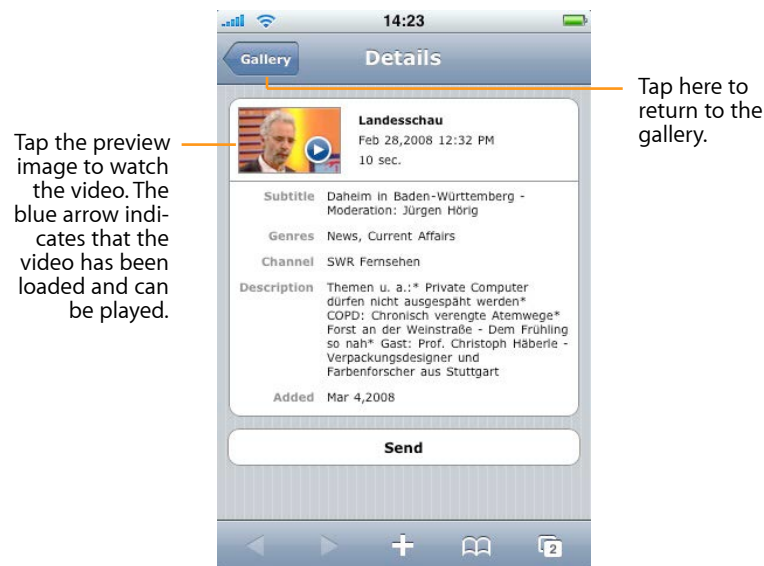 14:23
Gallery
Details
Tap here to
return to the
gallery.
Tap the preview
image to watch
the video. The
blue arrow indi-
cates that the
video has been
loaded and can
be played.
Landesschau
Feb 28,2008 12:32 PM
10 sec.
Subtitle Daheim in Baden-Württemberg -
Moderation: Jürgen Hörig
Genres News, Current Affairs
Channel SWR Fernsehen
Description Themen u. a.:* Private Computer
dürfen nicht ausgespäht werden*
COPD: Chronisch verengte Atemwege*
Forst an der Weinstraße - Dem Frühling
so nah* Gast: Prof. Christoph Häberle -
Verpackungsdesigner und
Farbenforscher aus Stuttgart
Added Mar 4,2008
Send
2